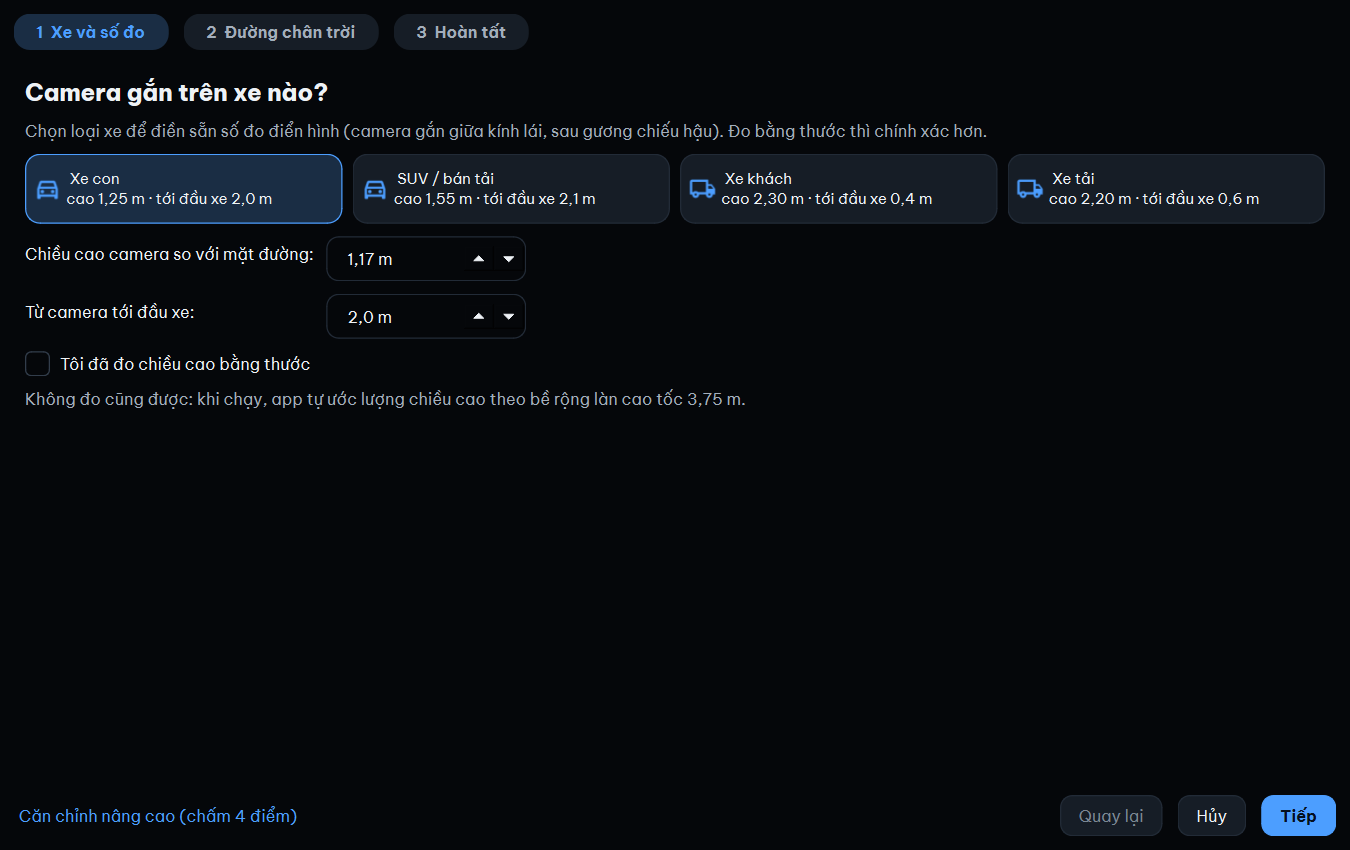 1 Xe và số đo
2 Đường chân trời
3 Hoàn tất
Camera gắn trên xe nào?
Chọn loại xe để điền sẵn số đo điển hình (camera gắn giữa kính lái, sau gương chiếu hậu). Đo bằng thước thì chính xác hơn.
Xe con
cao 1,25 m · tới đầu xe 2,0 m
SUV / bán tải
cao 1,55 m · tới đầu xe 2,1 m
Xe khách
cao 2,30 m · tới đầu xe 0,4 m
Xe tải
cao 2,20 m · tới đầu xe 0,6 m
Chiều cao camera so với mặt đường:
1,17 m
Từ camera tới đầu xe:
2,0 m
Tôi đã đo chiều cao bằng thước
Không đo cũng được: khi chạy, app tự ước lượng chiều cao theo bề rộng làn cao tốc 3,75 m.
Căn chỉnh nâng cao (chấm 4 điểm)
Quay lại
Hủy
Tiếp